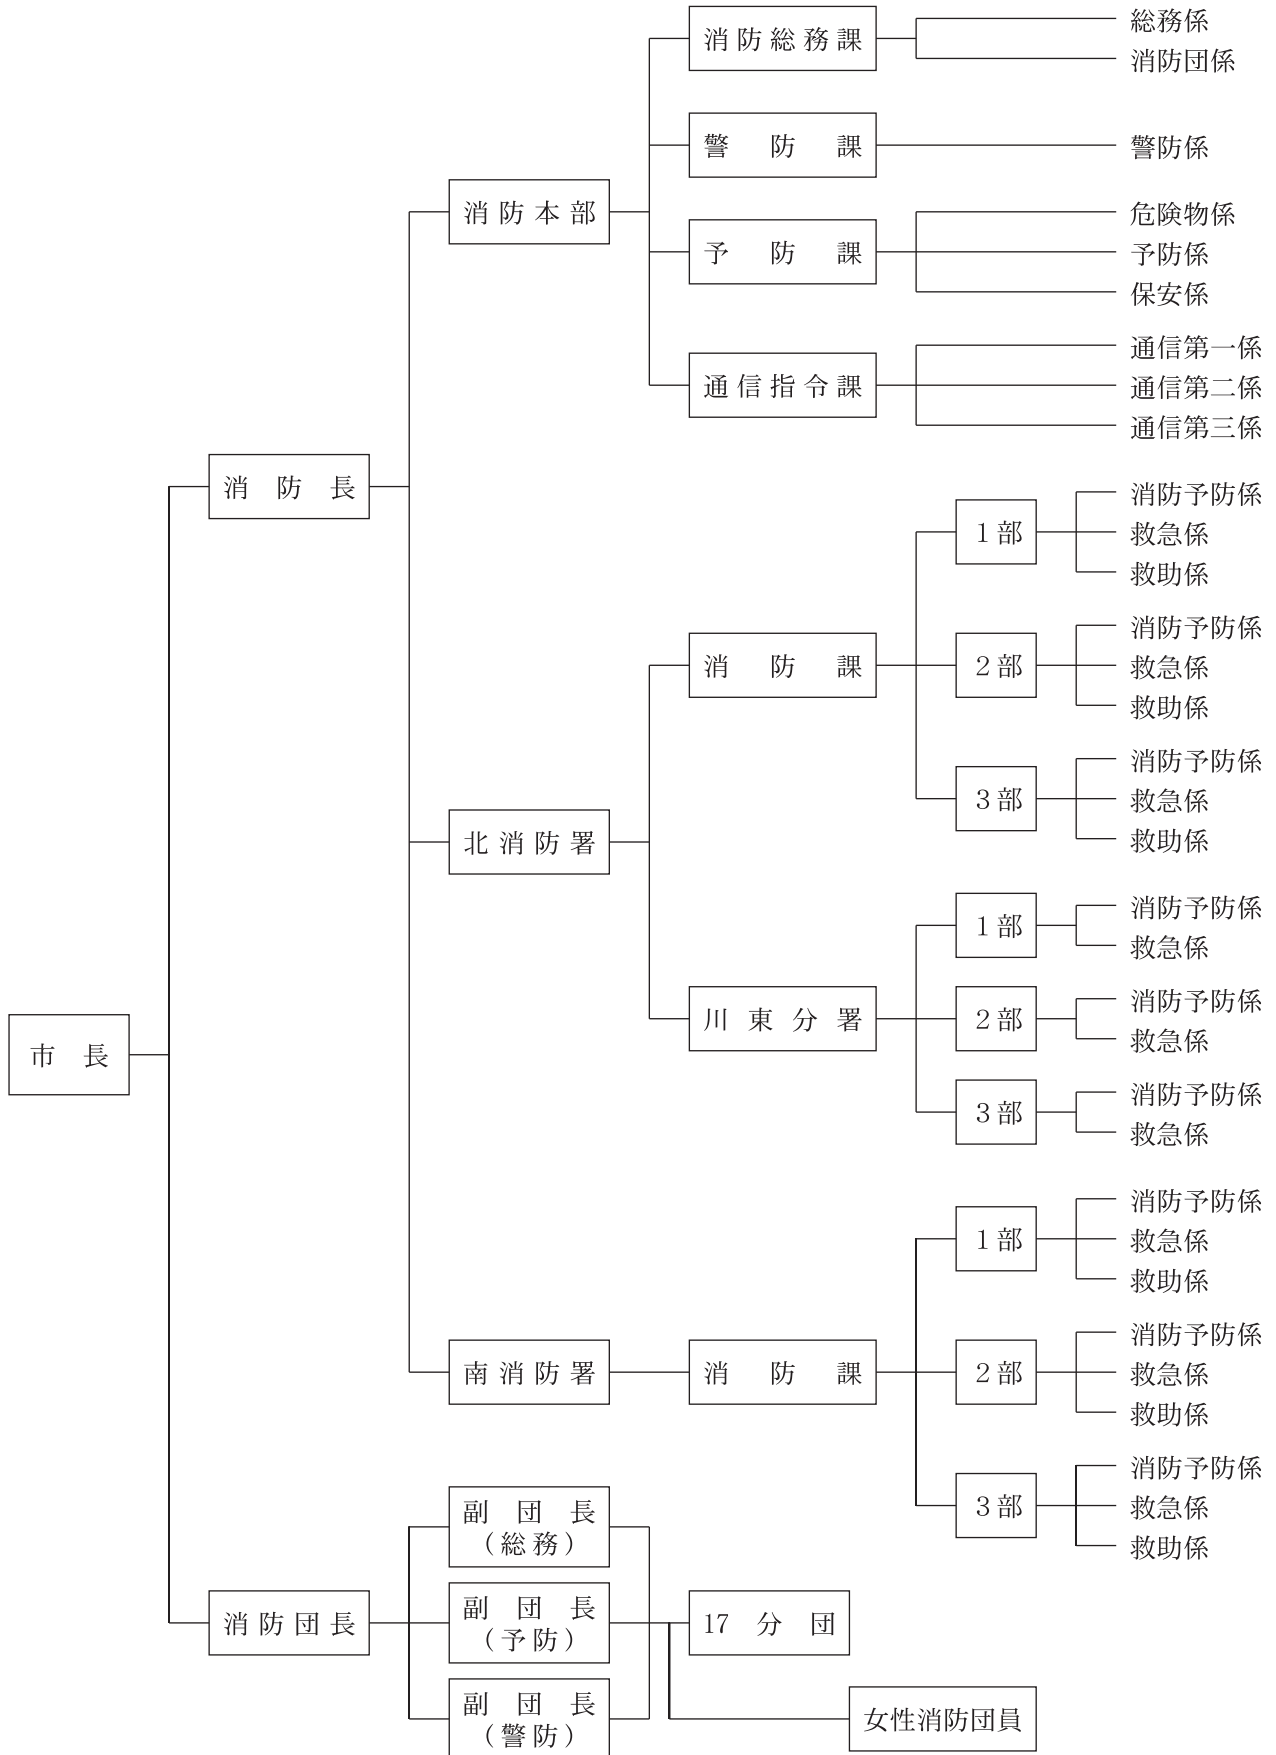 市長
消防長
消防本部
消防総務課
総務係
消防団係
警防課
警防係
予防課
危険物係
予防係
保安係
通信指令課
通信第一係
通信第二係
通信第三係
北消防署
消防課
1部
消防予防係
救急係
救助係
2部
消防予防係
救急係
救助係
3部
消防予防係
救急係
救助係
川東分署
1部
消防予防係
救急係
2部
消防予防係
救急係
3部
消防予防係
救急係
南消防署
消防課
1部
消防予防係
救急係
救助係
2部
消防予防係
救急係
救助係
3部
消防予防係
救急係
救助係
消防団長
副団長
（総務）
副団長
（予防）
副団長
（警防）
17分団
女性消防団員